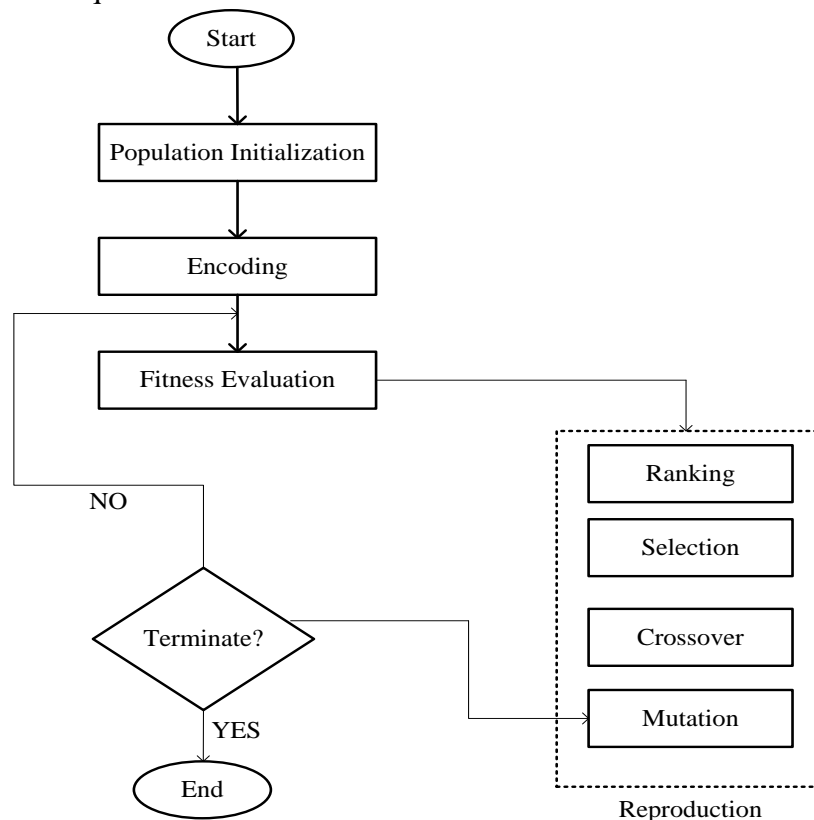 Start
Population Initialization
Encoding
Fitness Evaluation
Ranking
NO
Selection
Terminate?
Crossover
Mutation
YES
End
Reproduction